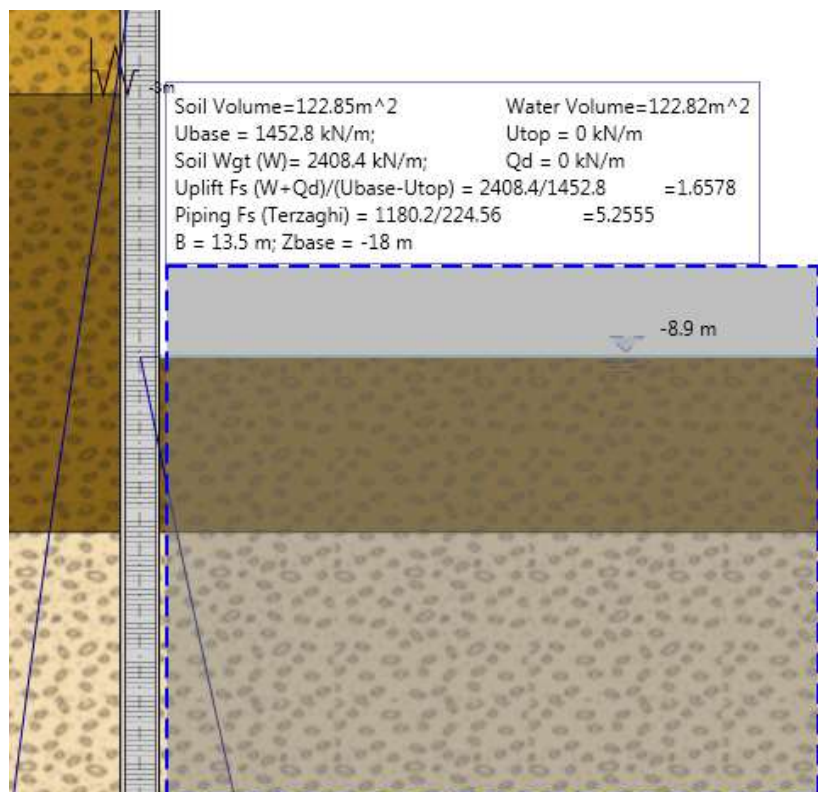 -3m
Soil Volume=122.85m^2 Water Volume=122.82m^2
Ubase = 1452.8 kN/m; Utop = 0 kN/m
Soil Wgt (W)= 2408.4 kN/m; Qd = 0 kN/m
Uplift Fs (W+Qd)/(Ubase-Utop) = 2408.4/1452.8 =1.6578
Piping Fs (Terzaghi) = 1180.2/224.56 =5.2555
B = 13.5 m; Zbase = -18 m
-8.9 m